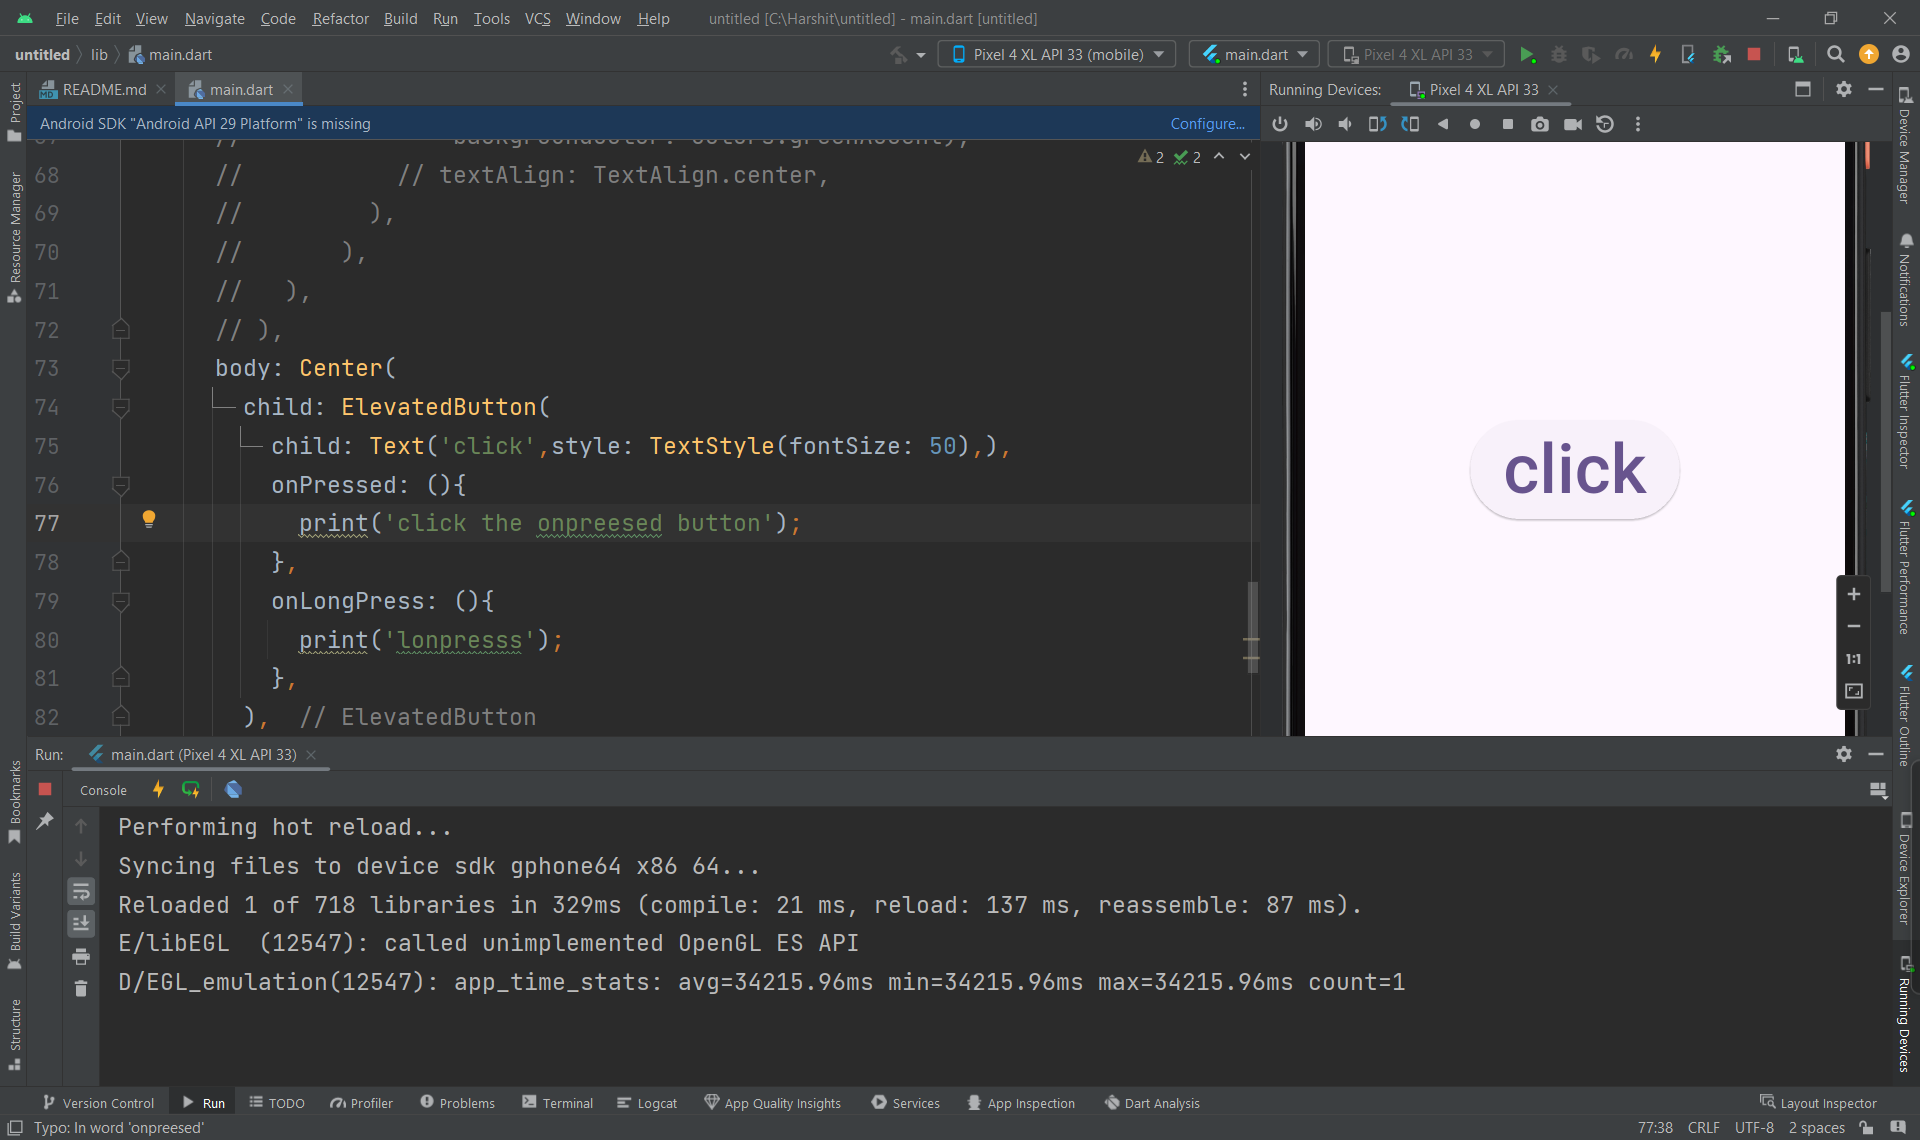 File Edit View Navigate Code Refactor Build Run Tools VCS Window Help untitled [C:\Harshit\untitled] - main.dart [untitled]
untitled lib main.dart Pixel 4 XL API 33 (mobile) main.dart Pixel 4 XL API 33
README.md main.dart
Running Devices: Pixel 4 XL API 33
Android SDK "Android API 29 Platform" is missing Configure...
2 2
68 // // textAlign: TextAlign.center,
69 // ),
70 // ),
71 // ),
72 // ),
73 body: Center(
74 child: ElevatedButton(
75 child: Text('click',style: TextStyle(fontSize: 50),),
76 onPressed: (){
77 print('click the onpreesed button');
78 },
79 onLongPress: (){
80 print('lonpresss');
81 },
82 ), // ElevatedButton
click
1:1
Run: main.dart (Pixel 4 XL API 33)
Console
Performing hot reload...
Syncing files to device sdk gphone64 x86 64...
Reloaded 1 of 718 libraries in 329ms (compile: 21 ms, reload: 137 ms, reassemble: 87 ms).
E/libEGL (12547): called unimplemented OpenGL ES API
D/EGL_emulation(12547): app_time_stats: avg=34215.96ms min=34215.96ms max=34215.96ms count=1
Project
Resource Manager
Bookmarks
Build Variants
Structure
Device Manager
Notifications
Flutter Inspector
Flutter Performance
Flutter Outline
Device Explorer
Running Devices
Version Control Run TODO Profiler Problems Terminal Logcat App Quality Insights Services App Inspection Dart Analysis Layout Inspector
Typo: In word 'onpreesed' 77:38 CRLF UTF-8 2 spaces